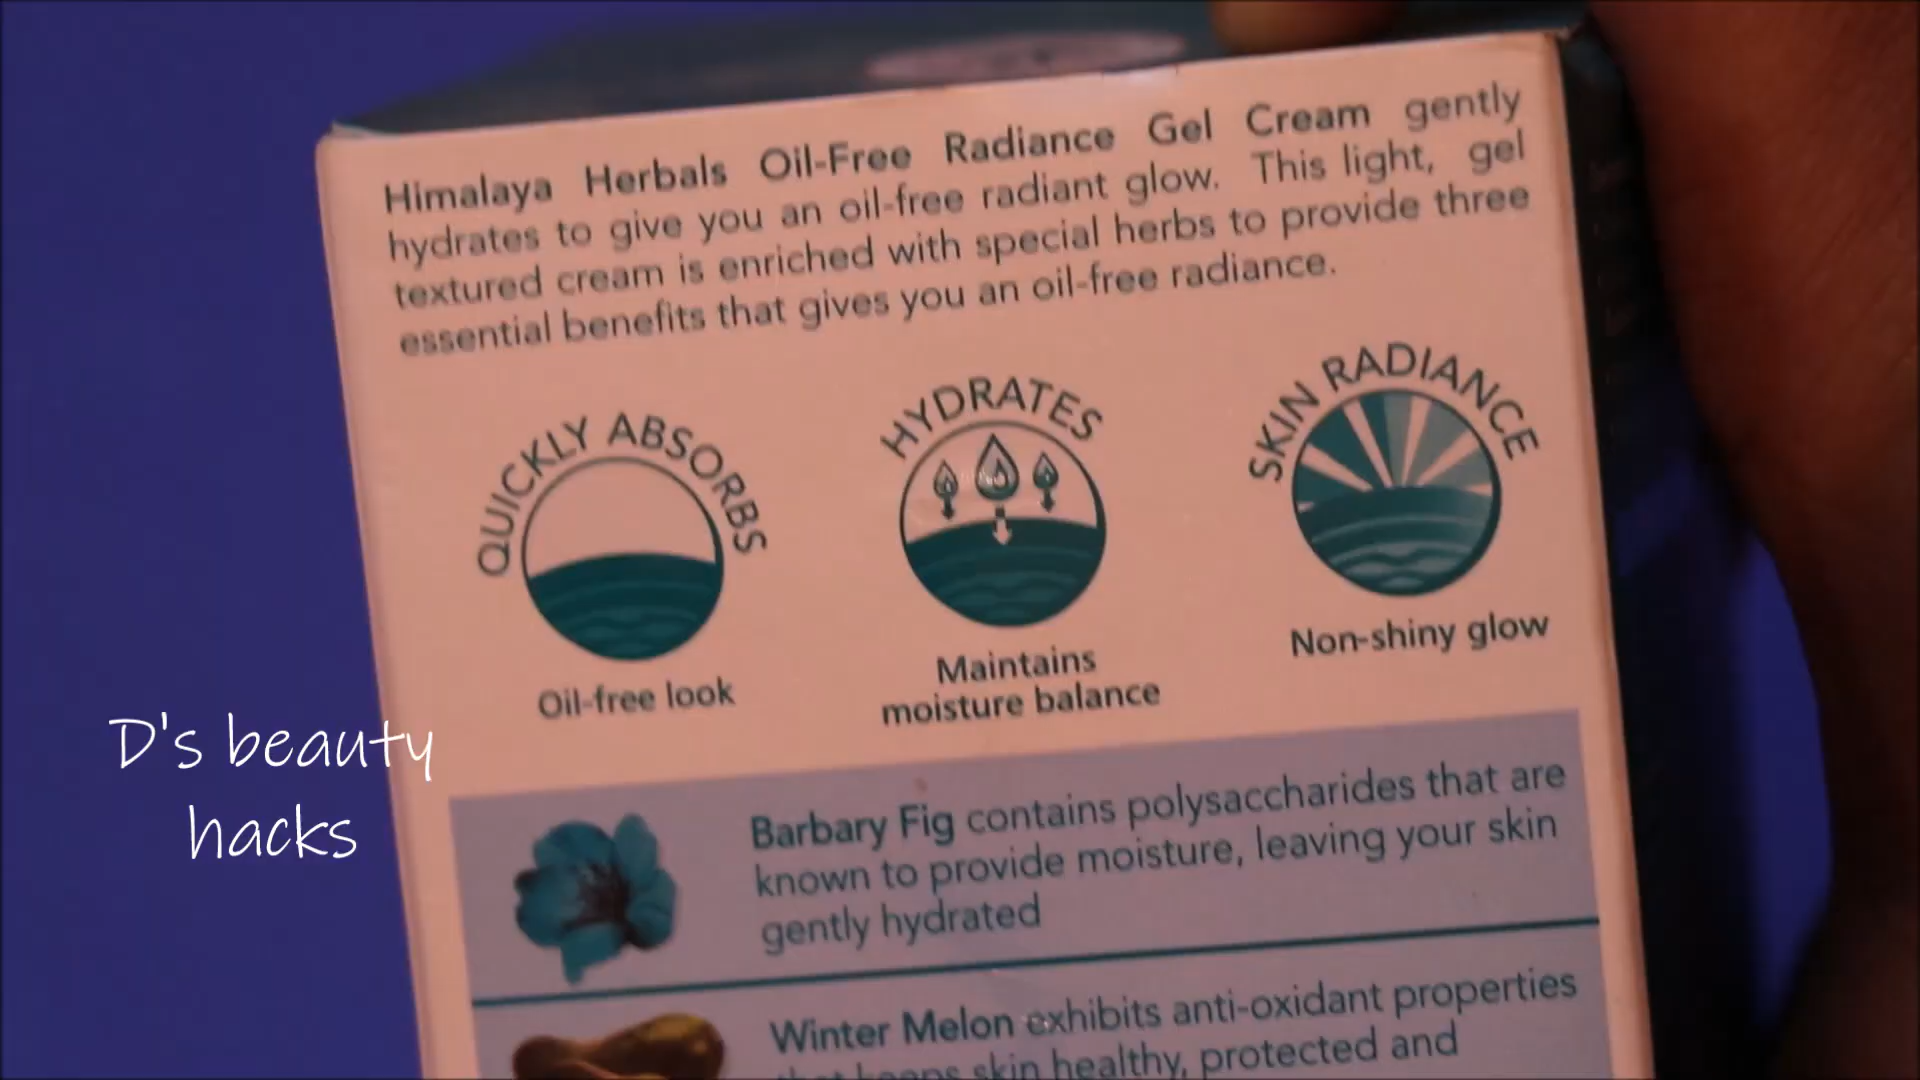 Himalaya Herbals Oil-Free Radiance Gel Cream gently
hydrates to give you an oil-free radiant glow. This light, gel
textured cream is enriched with special herbs to provide three
essential benefits that gives you an oil-free radiance.
QUICKLY ABSORBS
Oil-free look
HYDRATES
Maintains
moisture balance
SKIN RADIANCE
Non-shiny glow
D's beauty
hacks
Barbary Fig contains polysaccharides that are
known to provide moisture, leaving your skin
gently hydrated
Winter Melon exhibits anti-oxidant properties
that keeps skin healthy, protected and